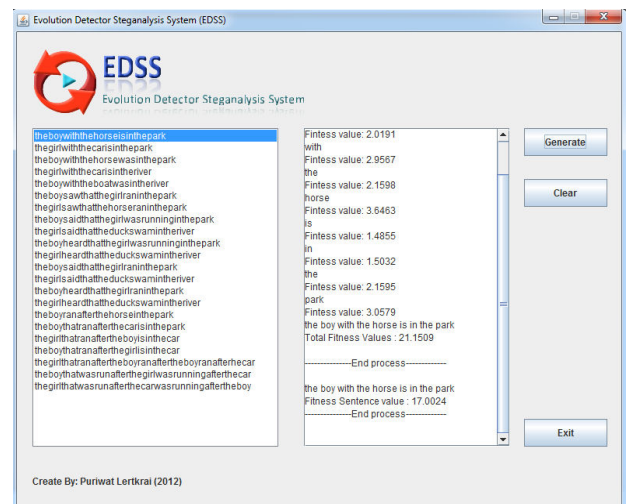 Evolution Detector Steganalysis System (EDSS)
EDSS
Evolution Detector Steganalysis System
theboywiththehorseisinthepark
thegirlwiththecarisinthepark
theboywiththehorsewasinthepark
thegirlwiththecarisintheriver
theboywiththeboatwasintheriver
theboysawthatthegirlraninthepark
thegirlsawthatthehorseraninthepark
theboysaidthatthegirlwasrunninginthepark
thegirlsaidthattheduckswamintheriver
theboyheardthatthegirlwasrunninginthepark
thegirlheardthattheduckswamintheriver
theboysaidthatthegirlraninthepark
thegirlsaidthattheduckswamintheriver
theboyheardthatthegirlraninthepark
thegirlheardthattheduckswamintheriver
theboyranafterthehorseinthepark
theboythatranafterthecarisinthepark
thegirlthatranaftertheboyisinthecar
theboythatranafterthegirlisinthecar
thegirlthatranaftertheboyranaftertheboyranafterhecar
theboythatwasrunafterthegirlwasrunningafterthecar
thegirlthatwasrunafterthecarwasrunningaftertheboy
Fintess value: 2.0191
with
Fintess value: 2.9567
the
Fintess value: 2.1598
horse
Fintess value: 3.6463
is
Fintess value: 1.4855
in
Fintess value: 1.5032
the
Fintess value: 2.1595
park
Fintess value: 3.0579
the boy with the horse is in the park
Total Fitness Values : 21.1509
---------------End process-------------
the boy with the horse is in the park
Fitness Sentence value : 17.0024
---------------End process-------------
Generate
Clear
Exit
Create By: Puriwat Lertkrai (2012)